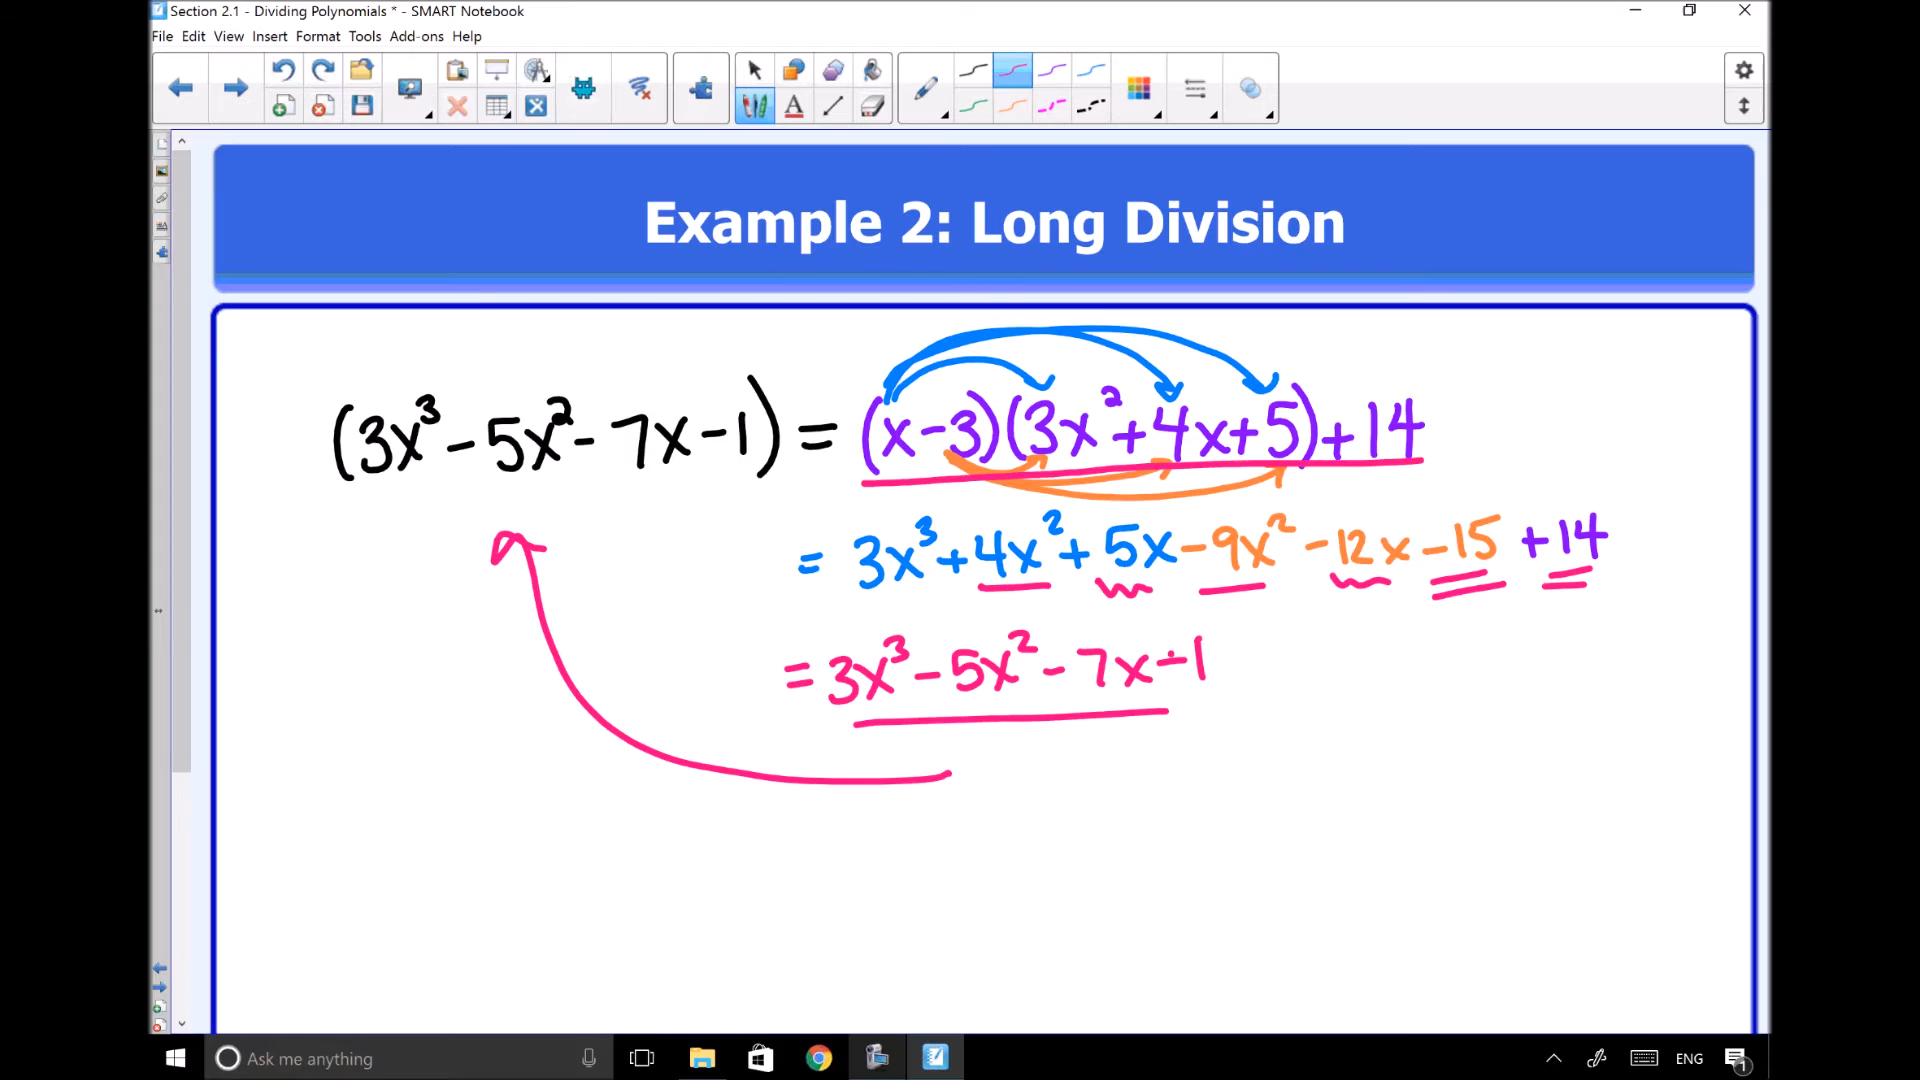 Section 2.1 - Dividing Polynomials * - SMART Notebook
File Edit View Insert Format Tools Add-ons Help
Example 2: Long Division
(3x³ - 5x² - 7x - 1) = (x - 3)(3x² + 4x + 5) + 14
= 3x³ + 4x² + 5x - 9x² - 12x - 15 + 14
= 3x³ - 5x² - 7x - 1
Ask me anything
ENG
1